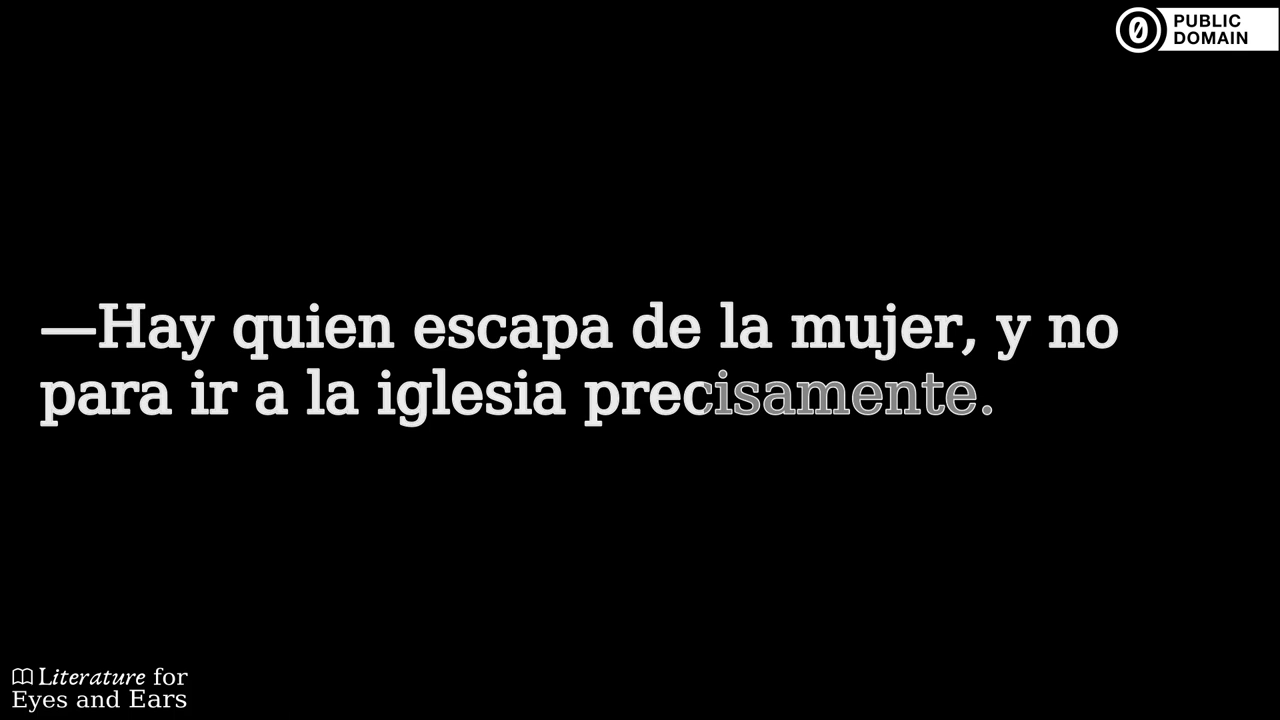 PUBLIC
DOMAIN
—Hay quien escapa de la mujer, y no
para ir a la iglesia precisamente.
Literature for
Eyes and Ears